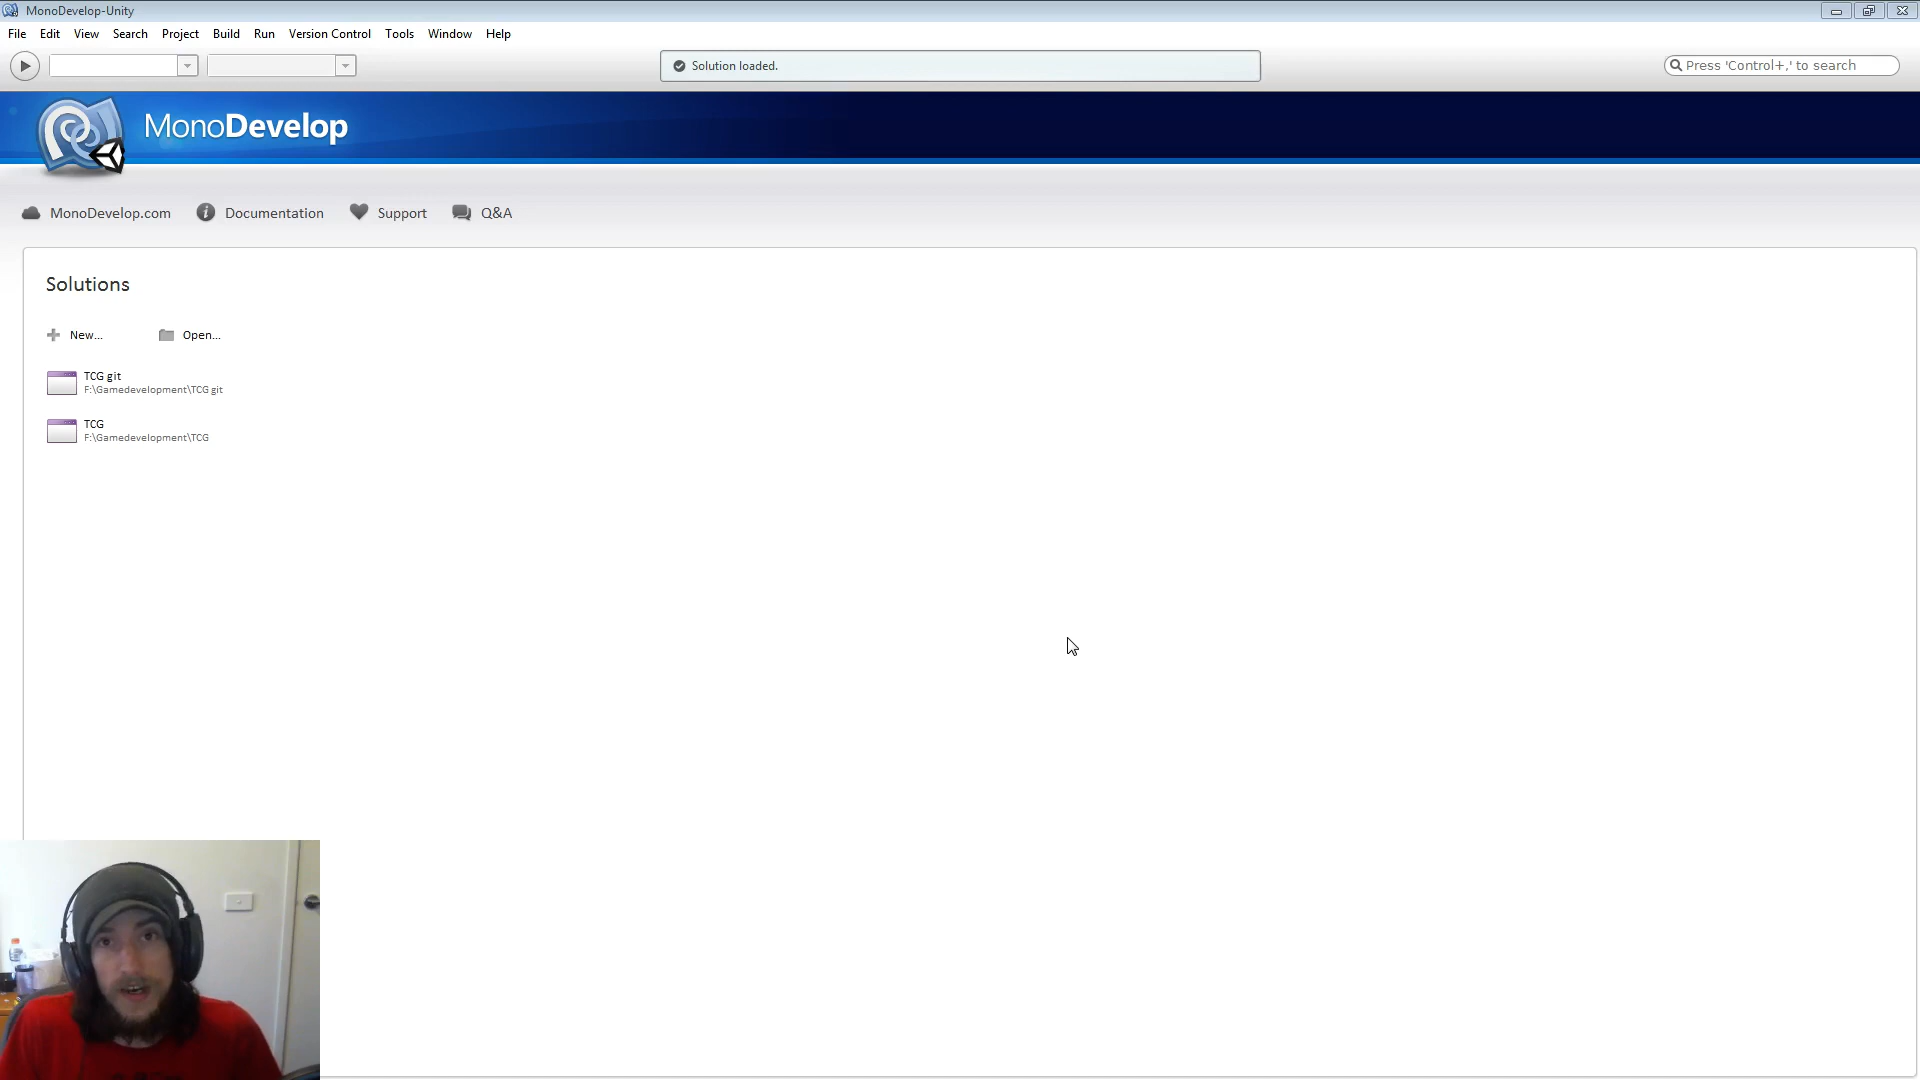 MonoDevelop-Unity
File Edit View Search Project Build Run Version Control Tools Window Help
Solution loaded.
Press 'Control+,' to search
MonoDevelop
MonoDevelop.com Documentation Support Q&A
Solutions
New... Open...
TCG git
F:\Gamedevelopment\TCG git
TCG
F:\Gamedevelopment\TCG